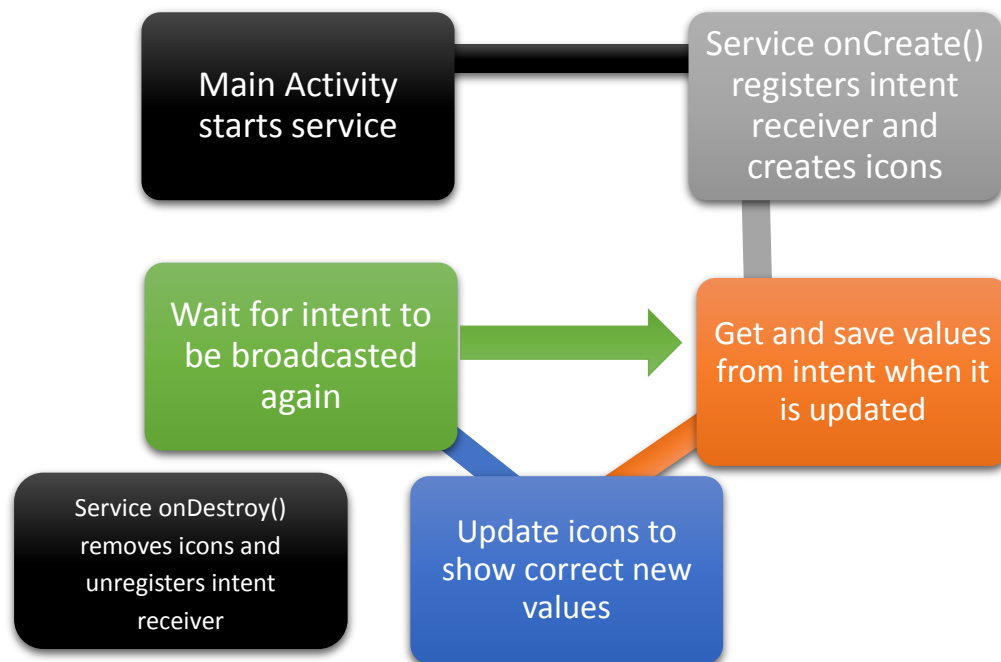 Main Activity
starts service
Service onCreate()
registers intent
receiver and
creates icons
Wait for intent to
be broadcasted
again
Get and save values
from intent when it
is updated
Service onDestroy()
removes icons and
unregisters intent
receiver
Update icons to
show correct new
values